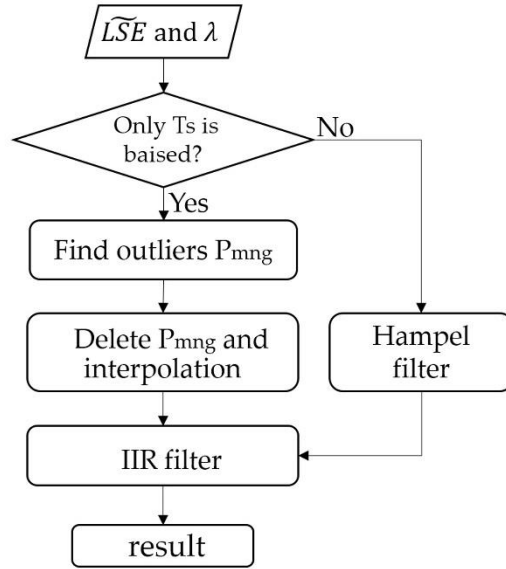 L̃S̃Ẽ and λ
Only Ts is
baised?
No
Yes
Find outliers Pmng
Delete Pmng and
interpolation
Hampel
filter
IIR filter
result